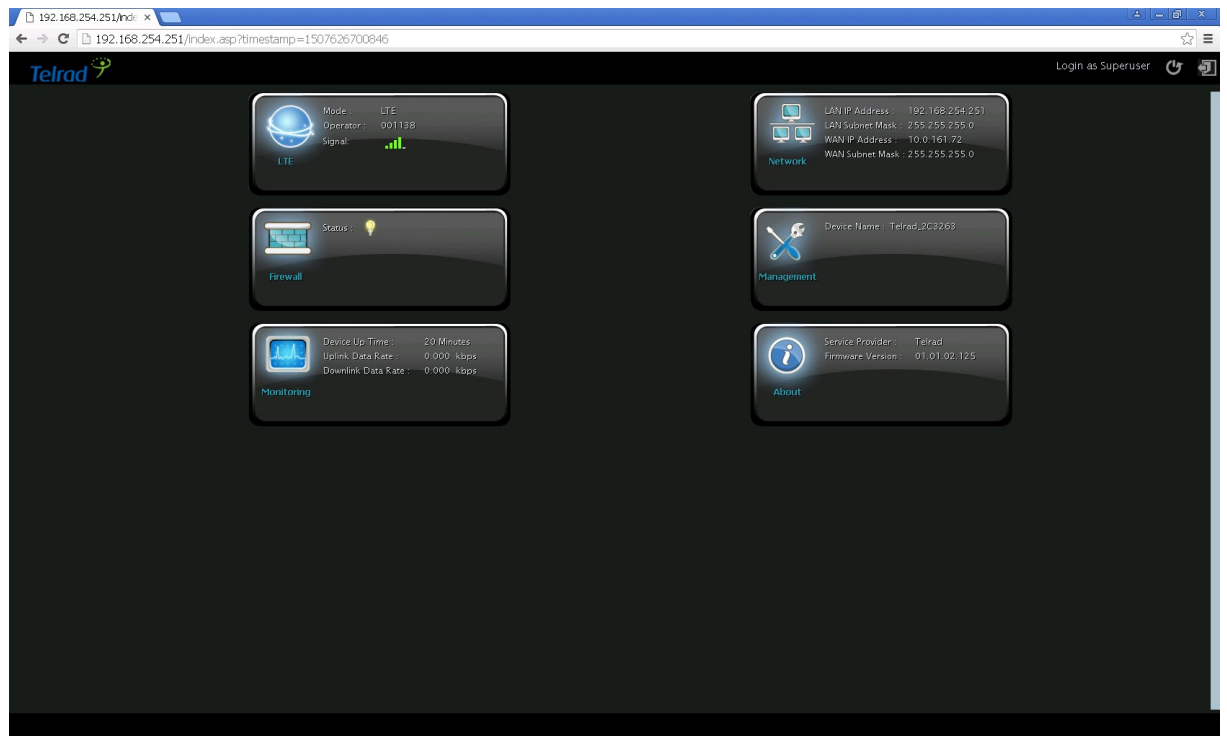 192.168.254.251/inde
192.168.254.251/index.asp?timestamp=1507626700846
Telrad
Login as Superuser
Mode : LTE
Operator : 001138
Signal:
LTE
LAN IP Address : 192.168.254.251
LAN Subnet Mask : 255.255.255.0
WAN IP Address : 10.0.161.72
WAN Subnet Mask : 255.255.255.0
Network
Status :
Firewall
Device Name : Telrad_2C3263
Management
Device Up Time : 20 Minutes
Uplink Data Rate : 0.000 kbps
Downlink Data Rate : 0.000 kbps
Monitoring
Service Provider : Telrad
Firmware Version : 01.01.02.125
About